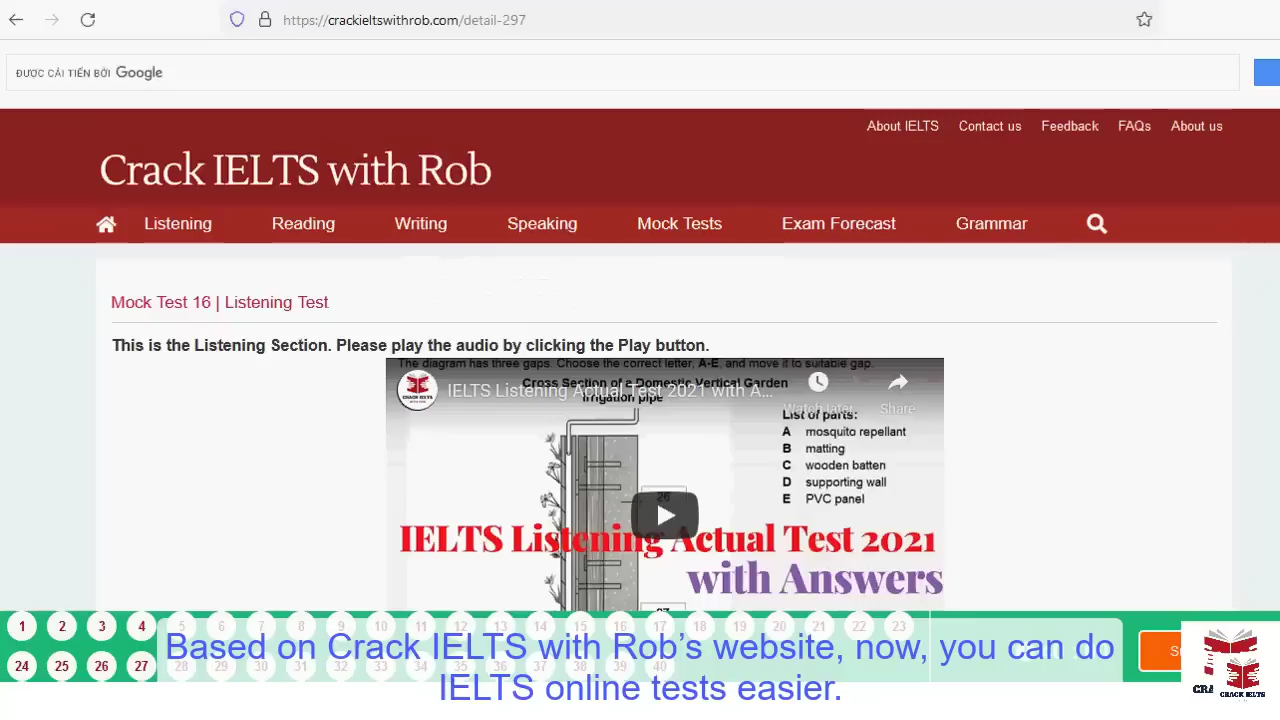 https://crackieltswithrob.com/detail-297
ĐƯỢC CẢI TIẾN BỞI Google
About IELTS Contact us Feedback FAQs About us
Crack IELTS with Rob
Listening Reading Writing Speaking Mock Tests Exam Forecast Grammar
Mock Test 16 | Listening Test
This is the Listening Section. Please play the audio by clicking the Play button.
The diagram has three gaps. Choose the correct letter, A-E, and move it to suitable gap.
Cross Section of a Domestic Vertical Garden
IELTS Listening Actual Test 2021 with A...
Irrigation pipe
Watch later Share
List of parts:
A mosquito repellant
B matting
C wooden batten
D supporting wall
E PVC panel
26
IELTS Listening Actual Test 2021
with Answers
27
1 2 3 4 5 6 7 8 9 10 11 12 13 14 15 16 17 18 19 20 21 22 23
24 25 26 27 28 29 30 31 32 33 34 35 36 37 38 39 40
Based on Crack IELTS with Rob’s website, now, you can do
IELTS online tests easier.
CRACK IELTS